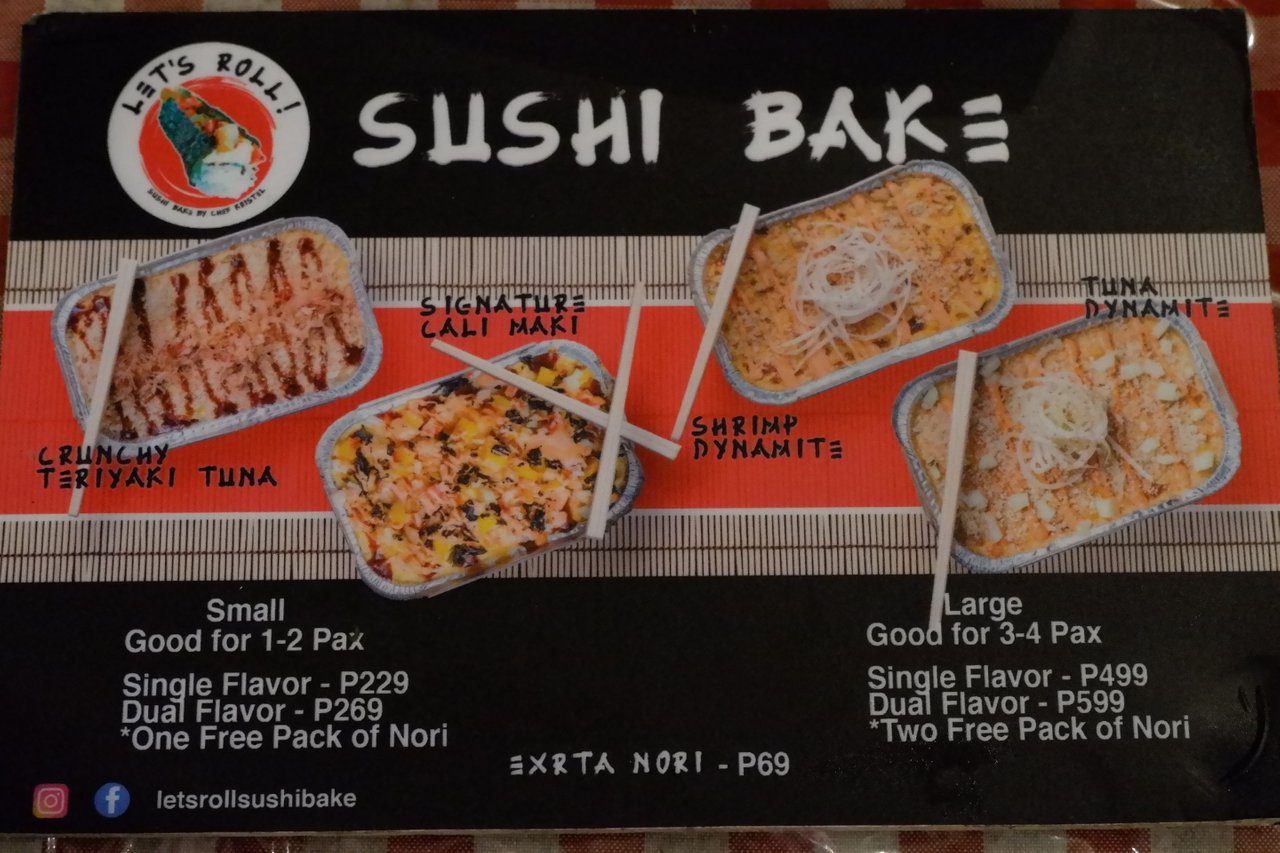 LET'S ROLL!
SUSHI BAKE BY CHEF KRISTEL
SUSHI BAKE
SIGNATURE
CALI MAKI
TUNA
DYNAMITE
CRUNCHY
TERIYAKI TUNA
SHRIMP
DYNAMITE
Small
Good for 1-2 Pax
Single Flavor - P229
Dual Flavor - P269
*One Free Pack of Nori
Large
Good for 3-4 Pax
Single Flavor - P499
Dual Flavor - P599
*Two Free Pack of Nori
EXRTA NORI - P69
letsrollsushibake